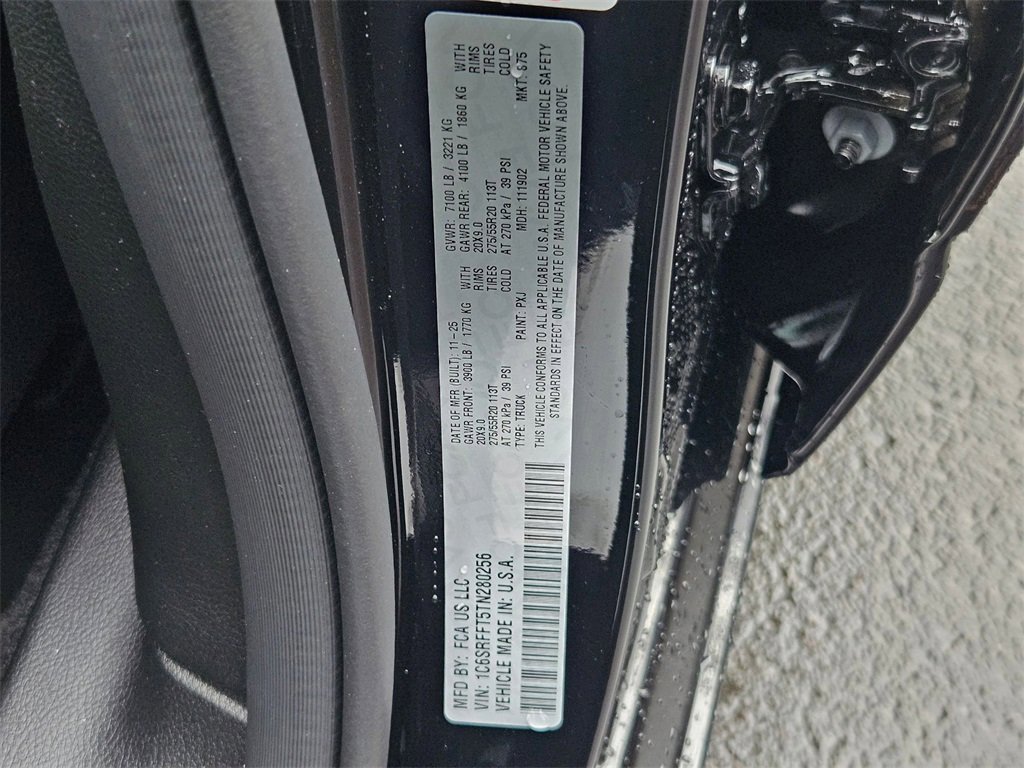 MFD BY: FCA US LLC
DATE OF MFR (BUILT): 11-25
GVWR: 7100 LB / 3221 KG
GAWR FRONT: 3900 LB / 1770 KG WITH
GAWR REAR: 4100 LB / 1860 KG WITH
20X9.0 RIMS
20X9.0 RIMS
275/55R20 113T TIRES
275/55R20 113T TIRES
AT 270 kPa / 39 PSI COLD
AT 270 kPa / 39 PSI COLD
VIN: 1C6SRFFT5TN280256
TYPE: TRUCK PAINT: PXJ MDH: 111902 MKT: 875
VEHICLE MADE IN: U.S.A.
THIS VEHICLE CONFORMS TO ALL APPLICABLE U.S.A. FEDERAL MOTOR VEHICLE SAFETY
STANDARDS IN EFFECT ON THE DATE OF MANUFACTURE SHOWN ABOVE.